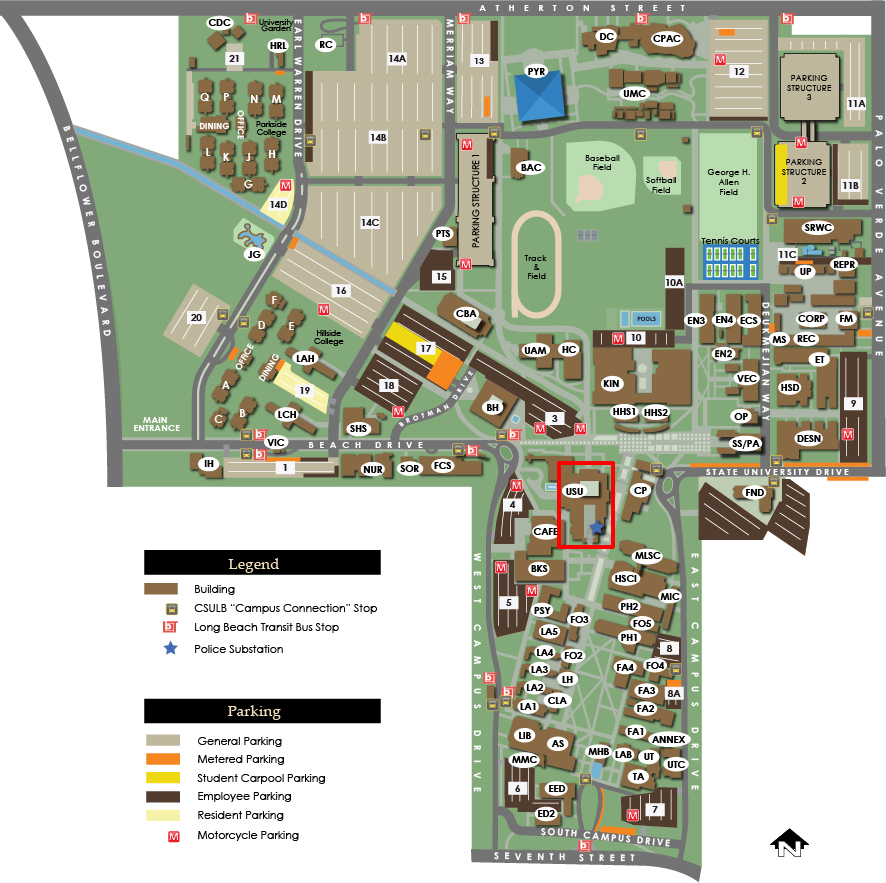 ATHERTON STREET
CDC
University
Garden
HRL
21
EARL WARREN DRIVE
RC
14A
MERRIAM WAY
13
DC
CPAC
PYR
UMC
12
PARKING
STRUCTURE
3
11A
PALO VERDE AVENUE
Q
P
N
M
DINING
OFFICE
Parkside
College
L
K
J
H
G
14B
14D
14C
BELLFLOWER BOULEVARD
PARKING STRUCTURE 1
BAC
Baseball
Field
Softball
Field
George H.
Allen
Field
PARKING
STRUCTURE
2
11B
JG
PTS
15
Track
&
Field
Tennis Courts
SRWC
11C
REPR
UP
10A
16
20
F
D
E
Hillside
College
OFFICE
DINING
LAH
19
A
B
C
LCH
CBA
17
18
BROTMAN DRIVE
UAM
HC
POOLS
10
KIN
HHS1
HHS2
EN3
EN4
ECS
EN2
VEC
DEUKMEJIAN WAY
CORP
FM
MS
REC
ET
HSD
9
OP
SS/PA
DESN
BH
3
SHS
MAIN
ENTRANCE
VIC
BEACH DRIVE
IH
1
NUR
SOR
FCS
STATE UNIVERSITY DRIVE
FND
USU
CP
4
CAFE
BKS
5
WEST CAMPUS DRIVE
EAST CAMPUS DRIVE
MLSC
HSCI
MIC
PSY
FO3
PH2
FO5
LA5
PH1
8
LA4
FO2
FA4
FO4
LA3
LH
LA2
FA3
8A
CLA
LA1
FA2
LIB
AS
FA1
ANNEX
MMC
MHB
LAB
UT
UTC
TA
6
EED
ED2
7
SOUTH CAMPUS DRIVE
SEVENTH STREET
N
Legend
Building
CSULB “Campus Connection” Stop
b Long Beach Transit Bus Stop
Police Substation
Parking
General Parking
Metered Parking
Student Carpool Parking
Employee Parking
Resident Parking
M Motorcycle Parking